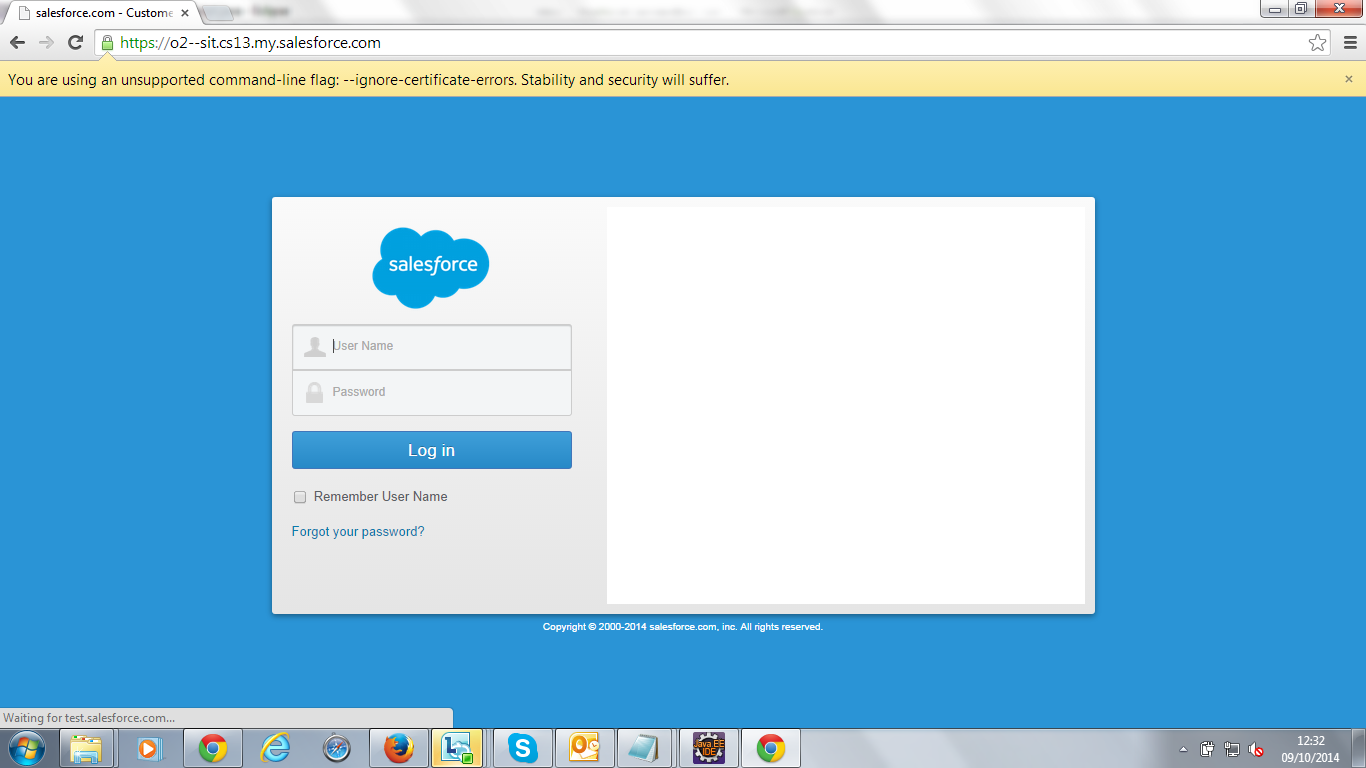 salesforce.com - Custome
https://o2--sit.cs13.my.salesforce.com
You are using an unsupported command-line flag: --ignore-certificate-errors. Stability and security will suffer.
salesforce
User Name
Password
Log in
Remember User Name
Forgot your password?
Copyright © 2000-2014 salesforce.com, inc. All rights reserved.
Waiting for test.salesforce.com...
Java EE
IDE
12:32
09/10/2014